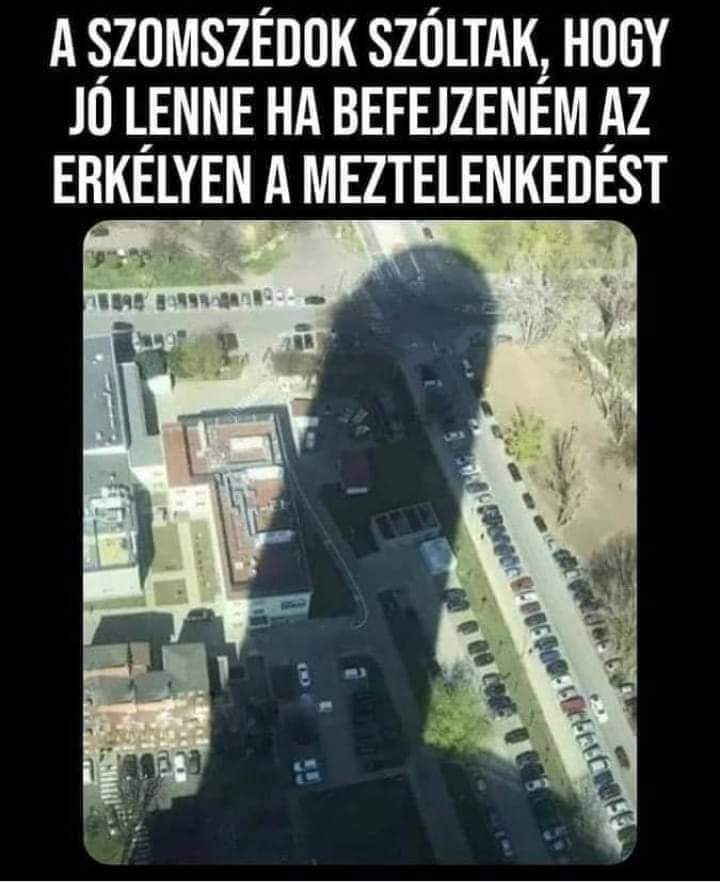 A SZOMSZÉDOK SZÓLTAK, HOGY
JÓ LENNE HA BEFEJZENÉM AZ
ERKÉLYEN A MEZTELENKEDÉST